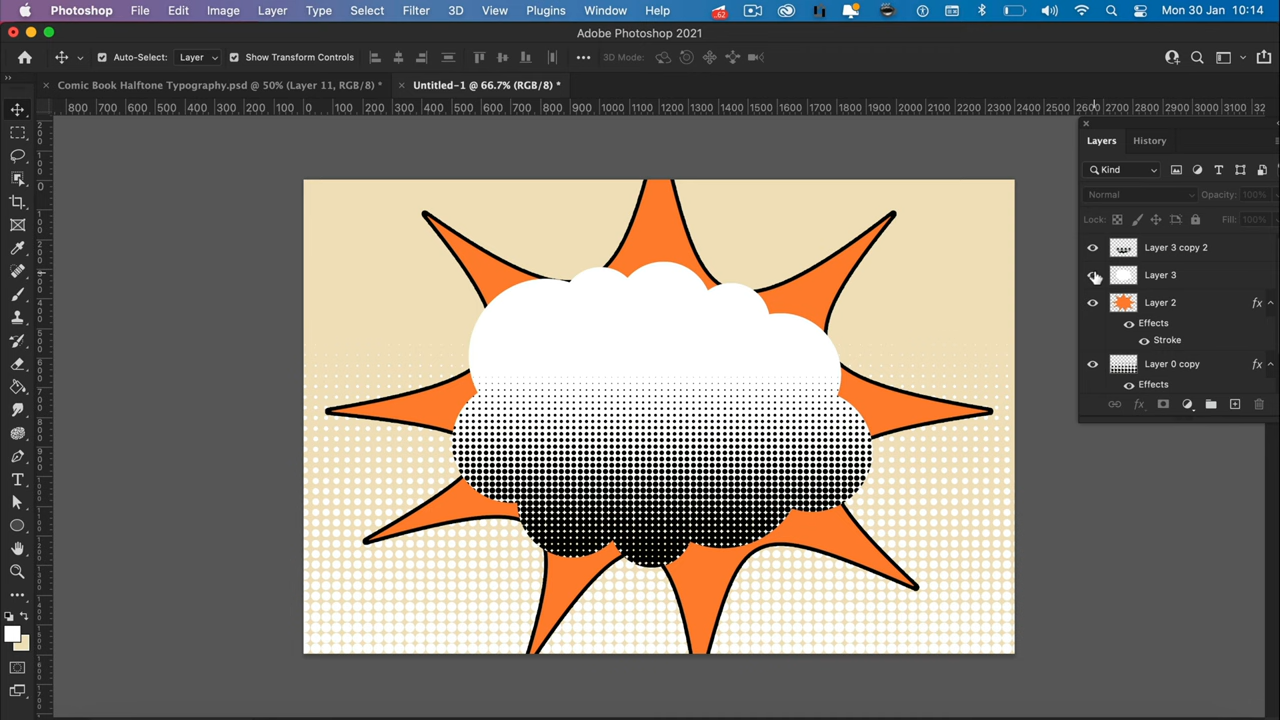 Photoshop File Edit Image Layer Type Select Filter 3D View Plugins Window Help .62 Mon 30 Jan 10:14
Adobe Photoshop 2021
Auto-Select: Layer Show Transform Controls 3D Mode:
Comic Book Halftone Typography.psd @ 50% (Layer 11, RGB/8) * Untitled-1 @ 66.7% (RGB/8) *
800 700 600 500 400 300 200 100 0 100 200 300 400 500 600 700 800 900 1000 1100 1200 1300 1400 1500 1600 1700 1800 1900 2000 2100 2200 2300 2400 2500 2600 2700 2800 2900 3000 3100 32
Layers History
Kind
Normal Opacity: 100%
Lock: Fill: 100%
Layer 3 copy 2
Layer 3
Layer 2 fx
Effects
Stroke
Layer 0 copy fx
Effects
fx